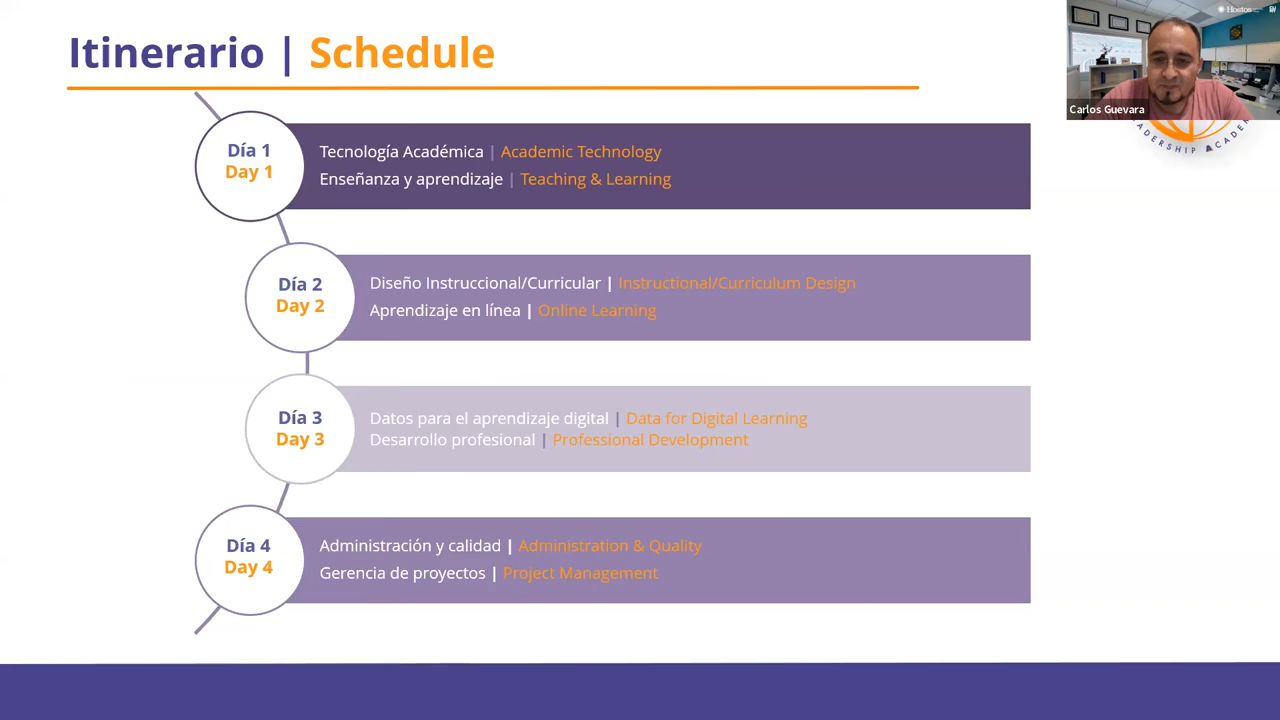 Itinerario | Schedule
Hostos
Carlos Guevara
Día 1
Day 1
Tecnología Académica | Academic Technology
Enseñanza y aprendizaje | Teaching & Learning
Día 2
Day 2
Diseño Instruccional/Curricular | Instructional/Curriculum Design
Aprendizaje en línea | Online Learning
Día 3
Day 3
Datos para el aprendizaje digital | Data for Digital Learning
Desarrollo profesional | Professional Development
Día 4
Day 4
Administración y calidad | Administration & Quality
Gerencia de proyectos | Project Management